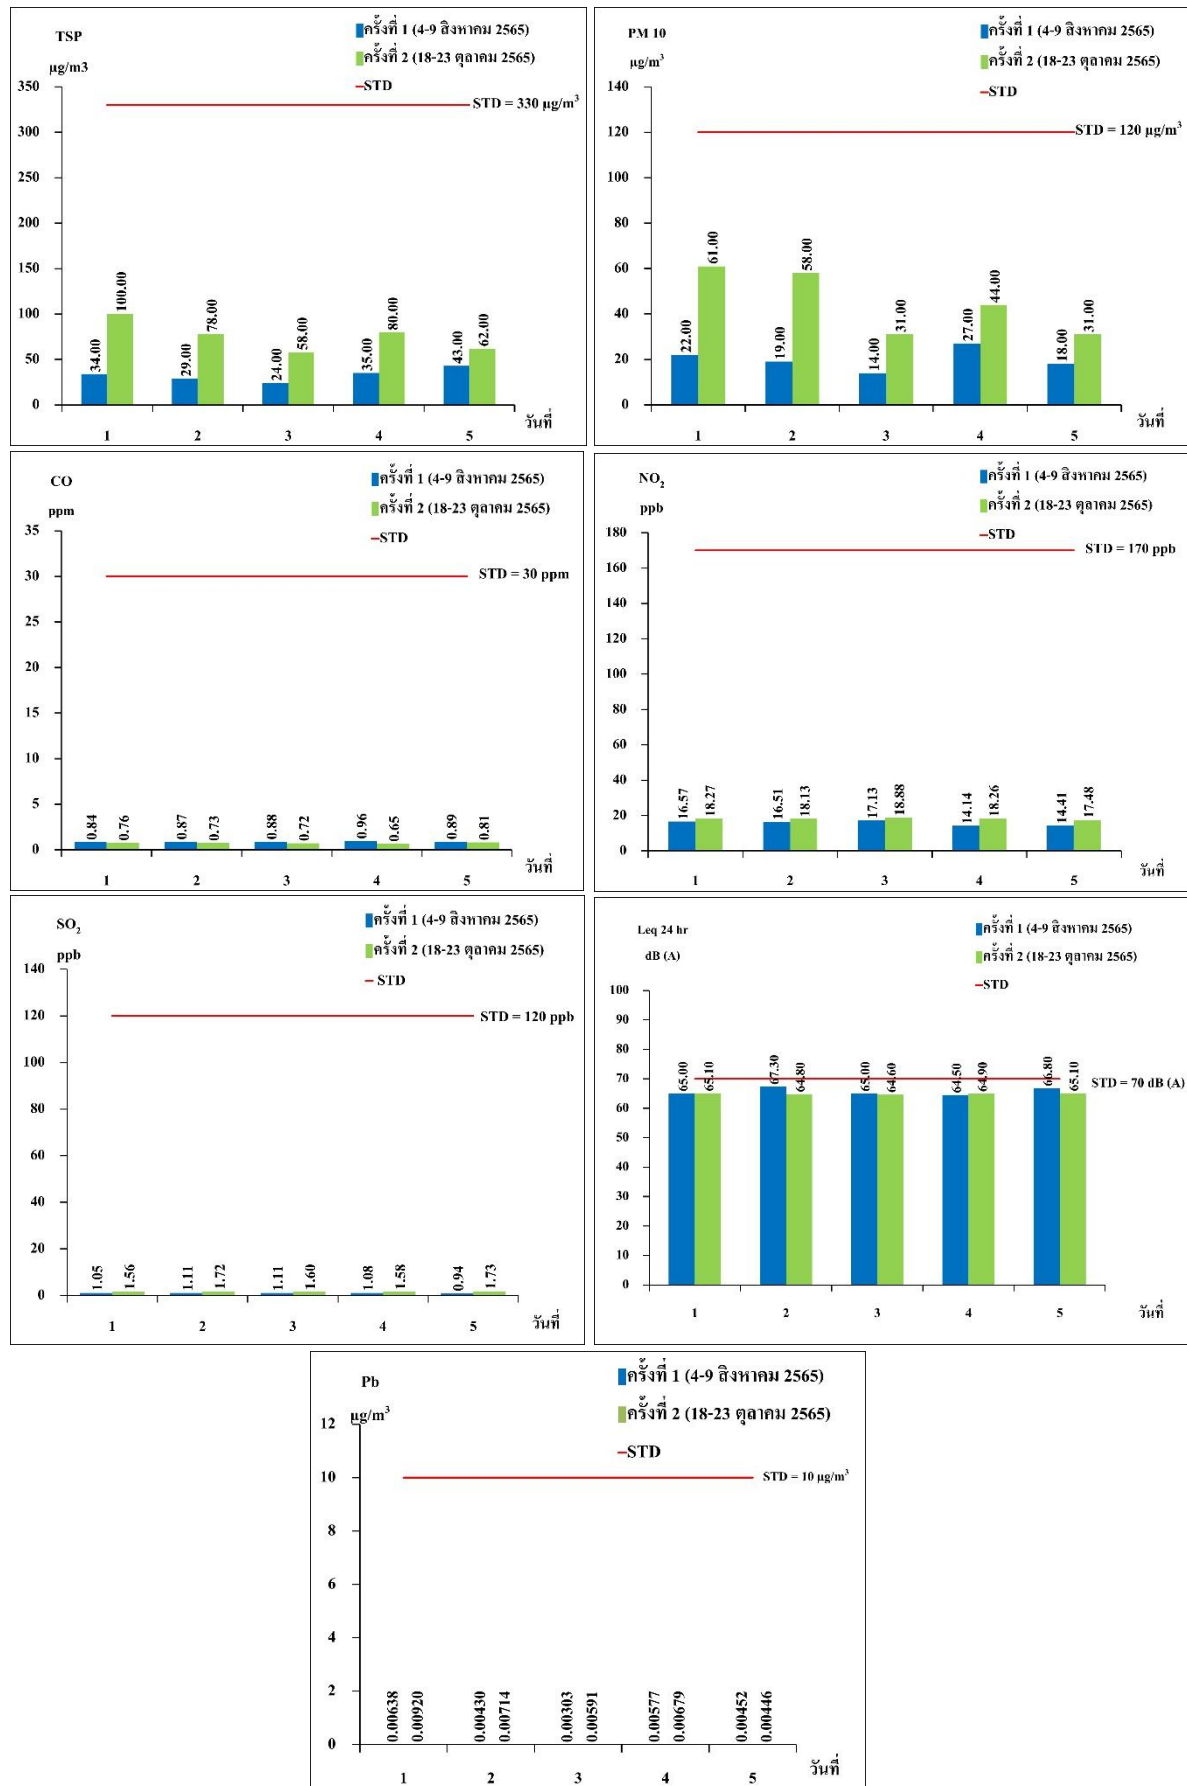 TSP
µg/m3
ครั้งที่ 1 (4-9 สิงหาคม 2565)
ครั้งที่ 2 (18-23 ตุลาคม 2565)
STD
STD = 330 µg/m³
350
300
250
200
150
100
50
0
34.00 100.00 29.00 78.00 24.00 58.00 35.00 80.00 43.00 62.00
1 2 3 4 5 วันที่
PM 10
µg/m³
ครั้งที่ 1 (4-9 สิงหาคม 2565)
ครั้งที่ 2 (18-23 ตุลาคม 2565)
STD
STD = 120 µg/m³
140
120
100
80
60
40
20
0
22.00 61.00 19.00 58.00 14.00 31.00 27.00 44.00 18.00 31.00
1 2 3 4 5 วันที่
CO
ppm
ครั้งที่ 1 (4-9 สิงหาคม 2565)
ครั้งที่ 2 (18-23 ตุลาคม 2565)
STD
STD = 30 ppm
35
30
25
20
15
10
5
0
0.84 0.76 0.87 0.73 0.88 0.72 0.96 0.65 0.89 0.81
1 2 3 4 5 วันที่
NO₂
ppb
ครั้งที่ 1 (4-9 สิงหาคม 2565)
ครั้งที่ 2 (18-23 ตุลาคม 2565)
STD
STD = 170 ppb
180
160
140
120
100
80
60
40
20
0
16.57 18.27 16.51 18.13 17.13 18.88 14.14 18.26 14.41 17.48
1 2 3 4 5 วันที่
SO₂
ppb
ครั้งที่ 1 (4-9 สิงหาคม 2565)
ครั้งที่ 2 (18-23 ตุลาคม 2565)
STD
STD = 120 ppb
140
120
100
80
60
40
20
0
1.05 1.56 1.11 1.72 1.11 1.60 1.08 1.58 0.94 1.73
1 2 3 4 5 วันที่
Leq 24 hr
dB (A)
ครั้งที่ 1 (4-9 สิงหาคม 2565)
ครั้งที่ 2 (18-23 ตุลาคม 2565)
STD
STD = 70 dB (A)
100
90
80
70
60
50
40
30
20
10
0
65.00 65.10 67.30 64.80 65.00 64.60 64.50 64.90 66.80 65.10
1 2 3 4 5 วันที่
Pb
µg/m³
ครั้งที่ 1 (4-9 สิงหาคม 2565)
ครั้งที่ 2 (18-23 ตุลาคม 2565)
STD
STD = 10 µg/m³
12
10
8
6
4
2
0
0.00638 0.00920 0.00430 0.00714 0.00303 0.00591 0.00577 0.00679 0.00452 0.00446
1 2 3 4 5 วันที่